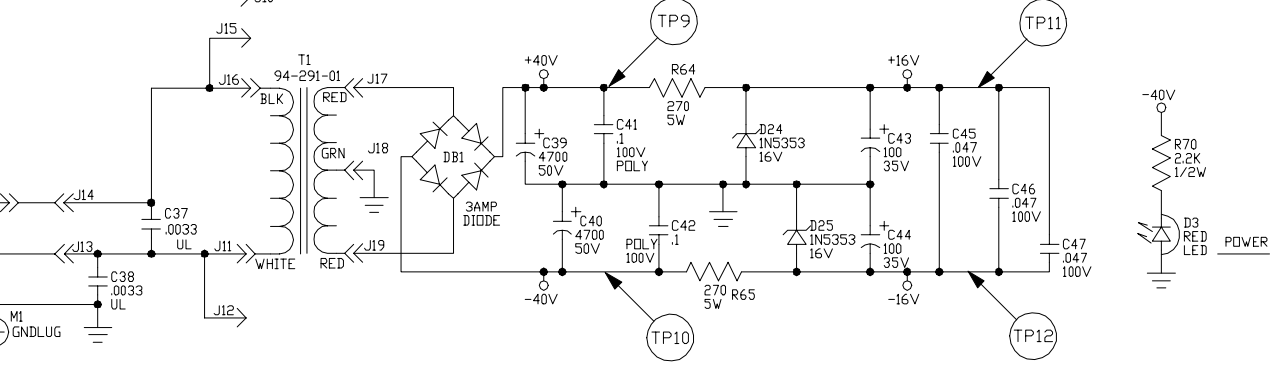 J15
T1
94-291-01
J16
BLK
J17
RED
GRN
J18
J14
C37
.0033
UL
J13
J11
WHITE
J19
RED
C38
.0033
UL
J12
M1
GNDLUG
DB1
3AMP
DIODE
+40V
TP9
R64
270
5W
+16V
TP11
+
C39
4700
50V
C41
.1
100V
POLY
D24
1N5353
16V
+
C43
100
35V
C45
.047
100V
C46
.047
100V
+
C40
4700
50V
C42
.1
POLY
100V
D25
1N5353
16V
+
C44
100
35V
C47
.047
100V
-40V
TP10
270
5W
R65
-16V
TP12
-40V
R70
2.2K
1/2W
D3
RED
LED
POWER